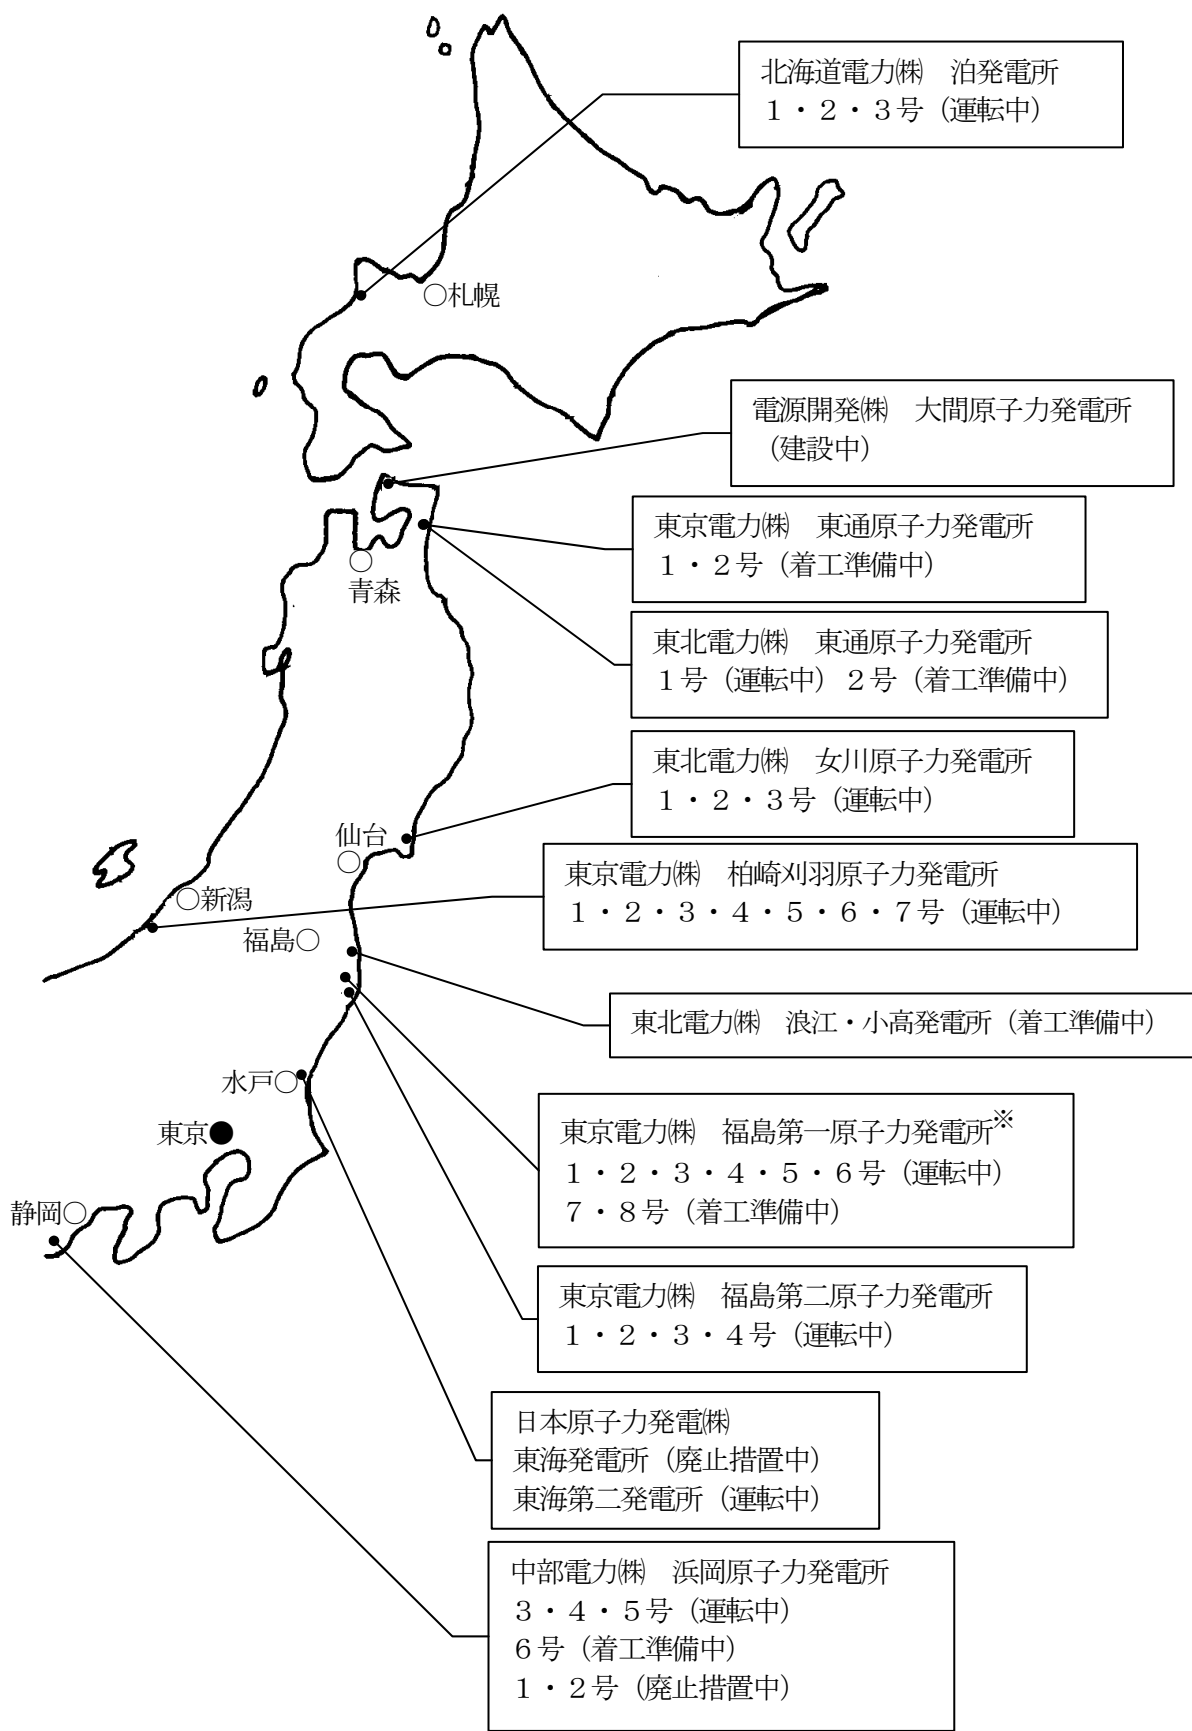 北海道電力㈱　泊発電所
１・２・３号（運転中）
○札幌
電源開発㈱　大間原子力発電所
（建設中）
東京電力㈱　東通原子力発電所
１・２号（着工準備中）
青森
東北電力㈱　東通原子力発電所
１号（運転中）２号（着工準備中）
東北電力㈱　女川原子力発電所
１・２・３号（運転中）
仙台
東京電力㈱　柏崎刈羽原子力発電所
１・２・３・４・５・６・７号（運転中）
○新潟
福島○
東北電力㈱　浪江・小高発電所（着工準備中）
水戸○
東京電力㈱　福島第一原子力発電所※
１・２・３・４・５・６号（運転中）
７・８号（着工準備中）
東京●
静岡○
東京電力㈱　福島第二原子力発電所
１・２・３・４号（運転中）
日本原子力発電㈱
東海発電所（廃止措置中）
東海第二発電所（運転中）
中部電力㈱　浜岡原子力発電所
３・４・５号（運転中）
６号（着工準備中）
１・２号（廃止措置中）